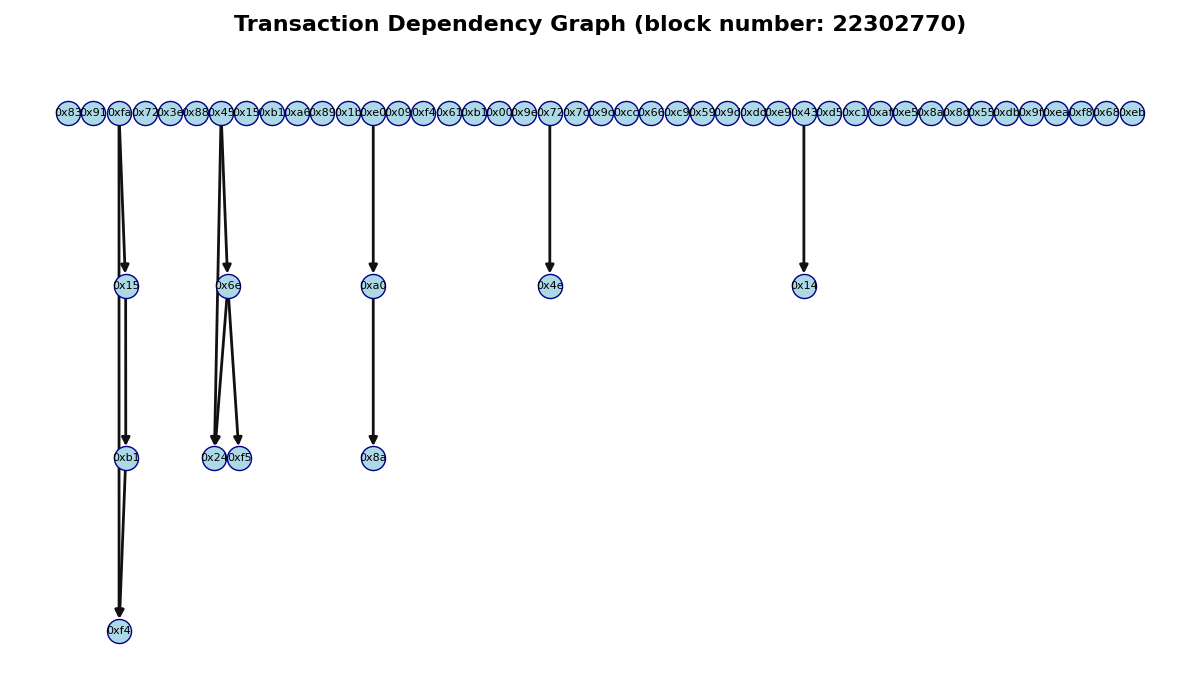 Transaction Dependency Graph (block number: 22302770)
0x83 0x91 0xfa 0x72 0x3e 0x88 0x45 0x15 0xb1 0xa6 0x89 0x1b 0xe0 0x09 0xf4 0x61 0xb1 0x00 0x9e 0x72 0x7c 0x9c 0xcc 0x66 0xc9 0x59 0x9d 0xdd 0xe9 0x43 0xd5 0xc1 0xaf 0xe5 0x8a 0x8d 0x55 0xdb 0x9f 0xea 0xf8 0x68 0xeb
0x15 0x6e 0xa0 0x4e 0x14
0xb1 0x24 0xf5 0x8a
0xf4